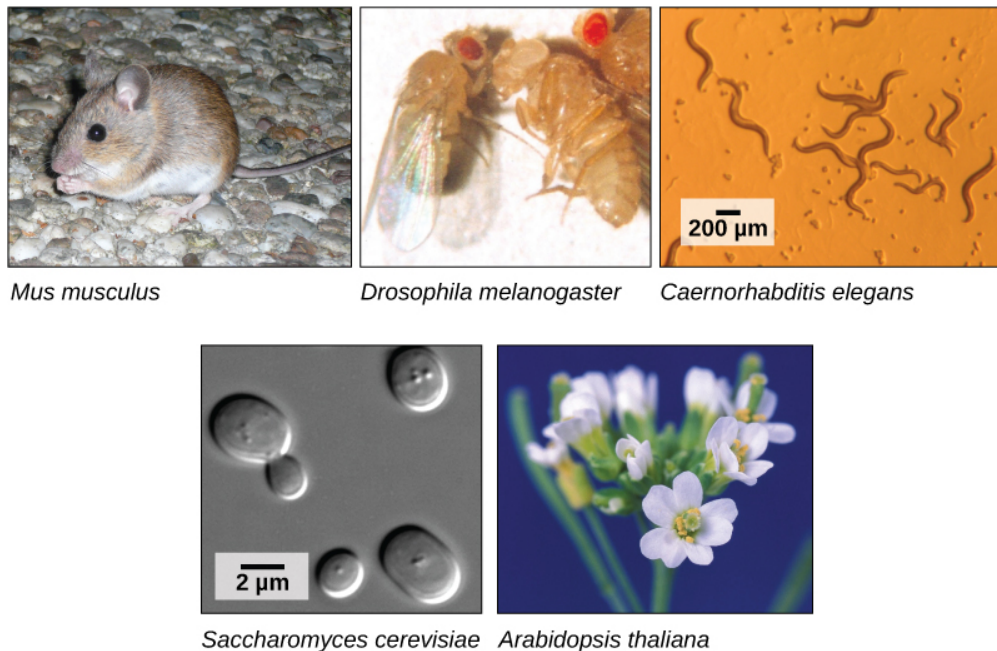 Mus musculus
Drosophila melanogaster
200 µm
Caernorhabditis elegans
2 µm
Saccharomyces cerevisiae
Arabidopsis thaliana